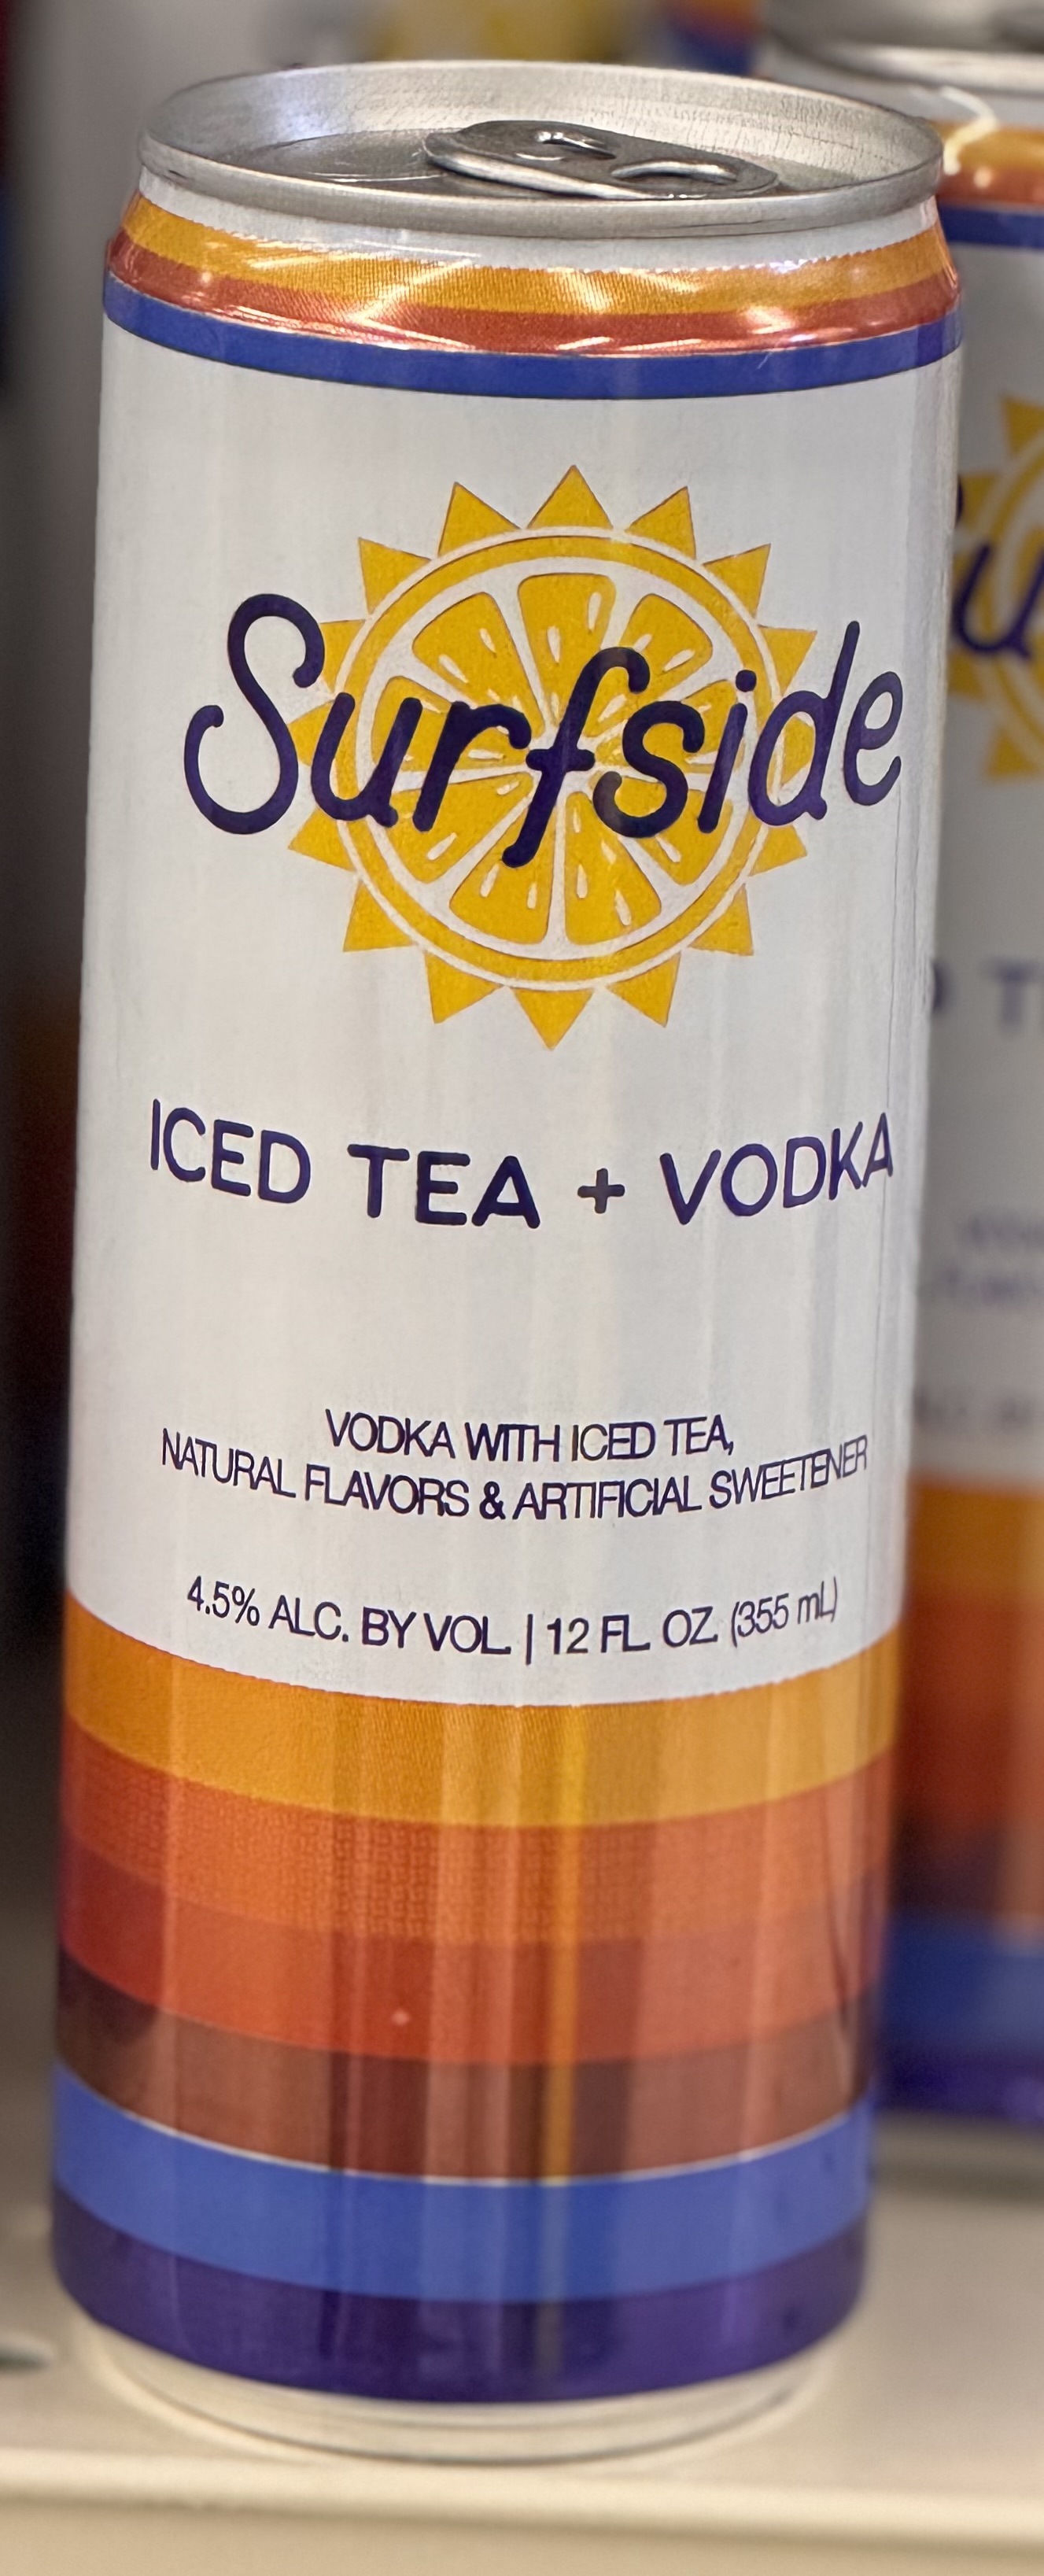 Surfside
ICED TEA + VODKA
VODKA WITH ICED TEA,
NATURAL FLAVORS & ARTIFICIAL SWEETENER
4.5% ALC. BY VOL. | 12 FL. OZ. (355 mL)